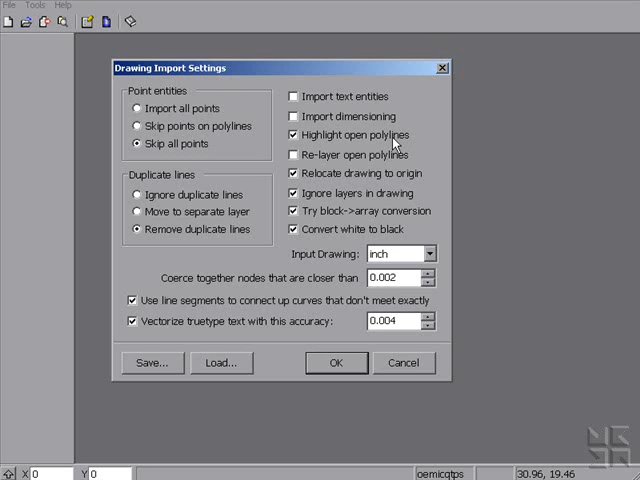 File Tools Help
Drawing Import Settings
Point entities
Import all points
Skip points on polylines
Skip all points
Duplicate lines
Ignore duplicate lines
Move to separate layer
Remove duplicate lines
Import text entities
Import dimensioning
Highlight open polylines
Re-layer open polylines
Relocate drawing to origin
Ignore layers in drawing
Try block->array conversion
Convert white to black
Input Drawing: inch
Coerce together nodes that are closer than 0.002
Use line segments to connect up curves that don't meet exactly
Vectorize truetype text with this accuracy: 0.004
Save... Load... OK Cancel
X 0 Y 0 oemicqtps 30.96, 19.46